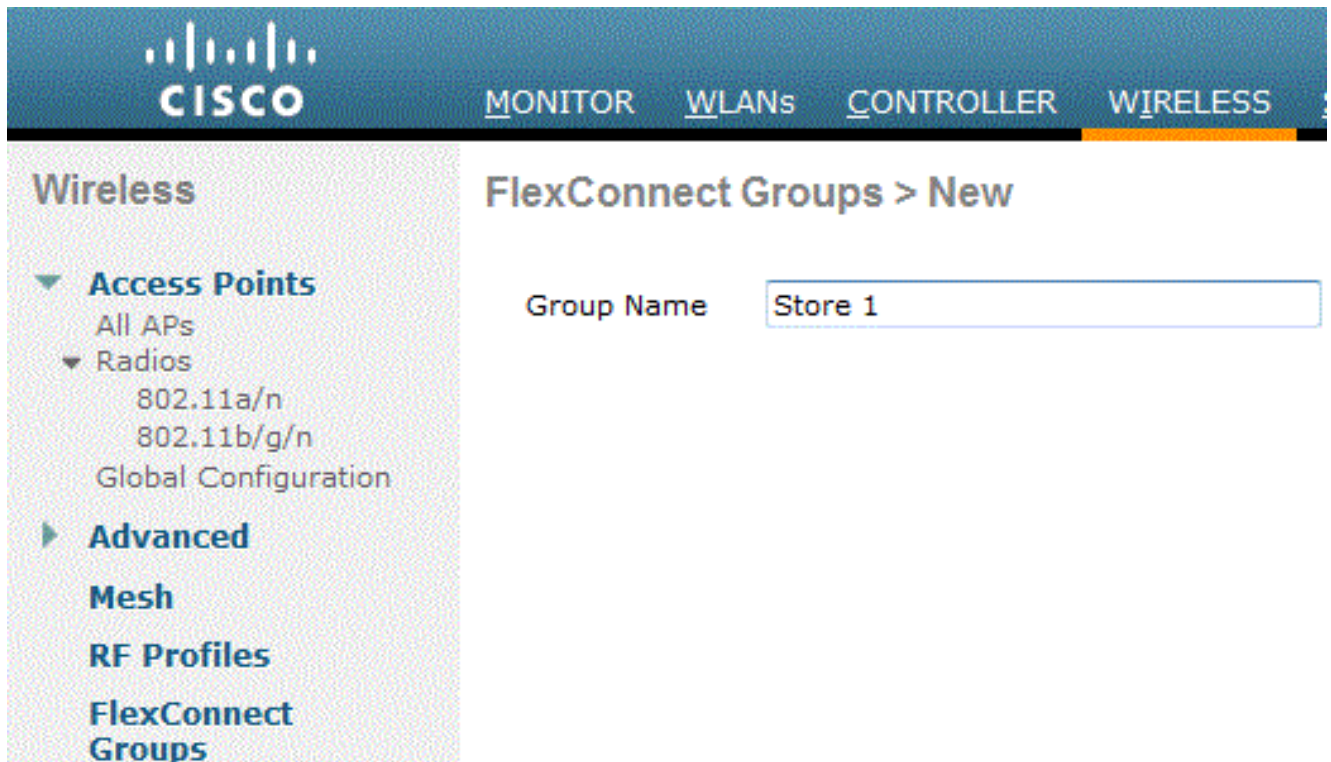 CISCO
MONITOR WLANs CONTROLLER WIRELESS
Wireless
FlexConnect Groups > New
Access Points
Group Name Store 1
All APs
Radios
802.11a/n
802.11b/g/n
Global Configuration
Advanced
Mesh
RF Profiles
FlexConnect
Groups